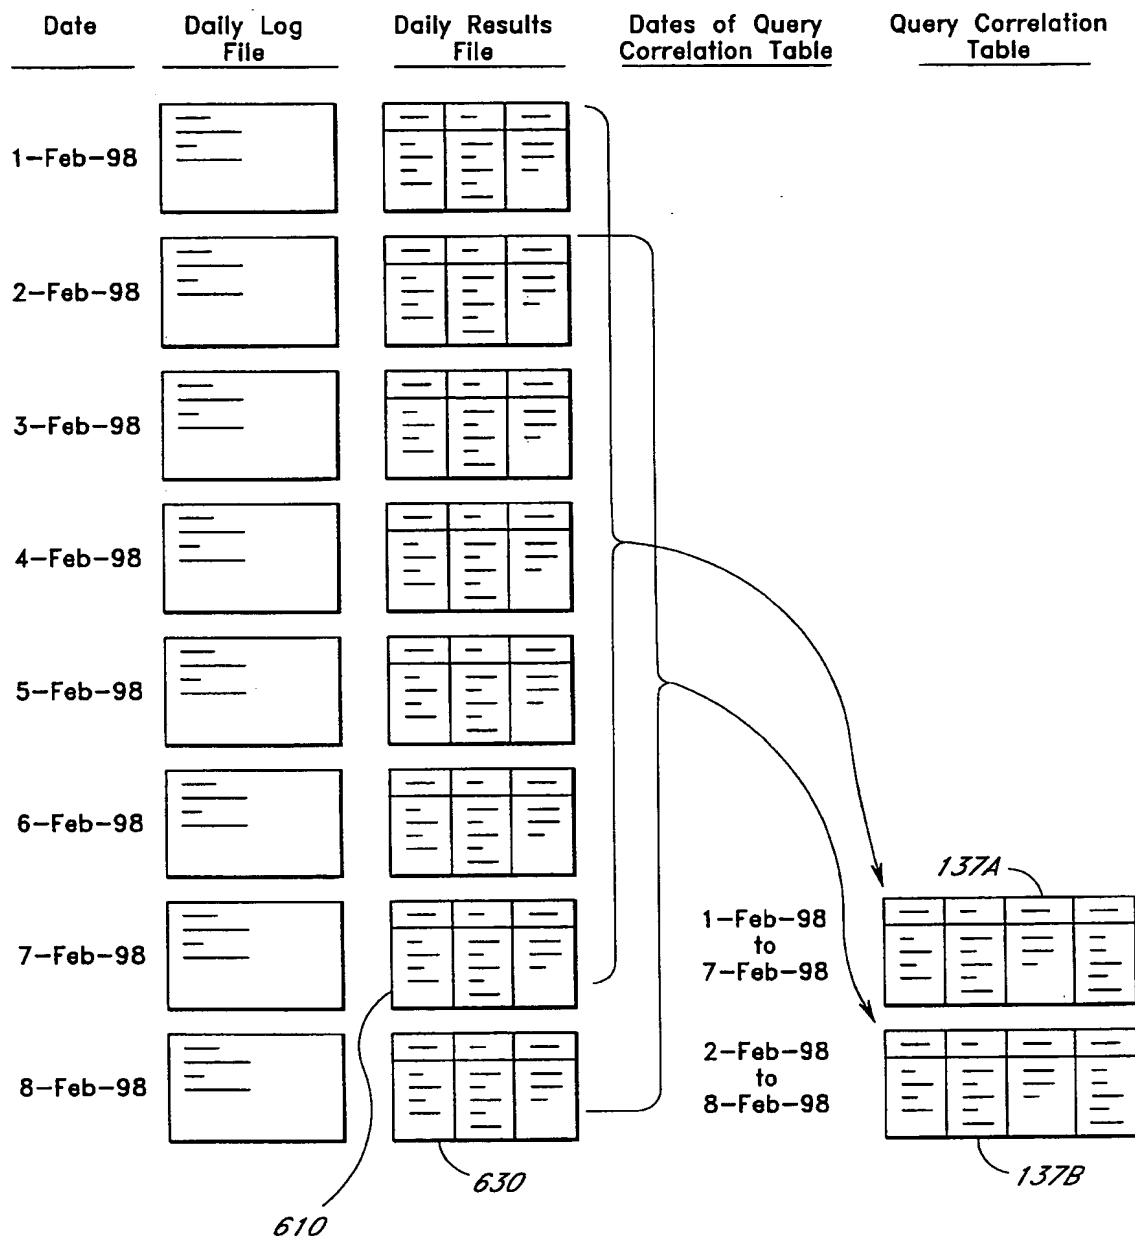 Date
Daily Log
File
Daily Results
File
Dates of Query
Correlation Table
Query Correlation
Table
1-Feb-98
2-Feb-98
3-Feb-98
4-Feb-98
5-Feb-98
6-Feb-98
7-Feb-98
8-Feb-98
1-Feb-98
to
7-Feb-98
137A
2-Feb-98
to
8-Feb-98
137B
630
610